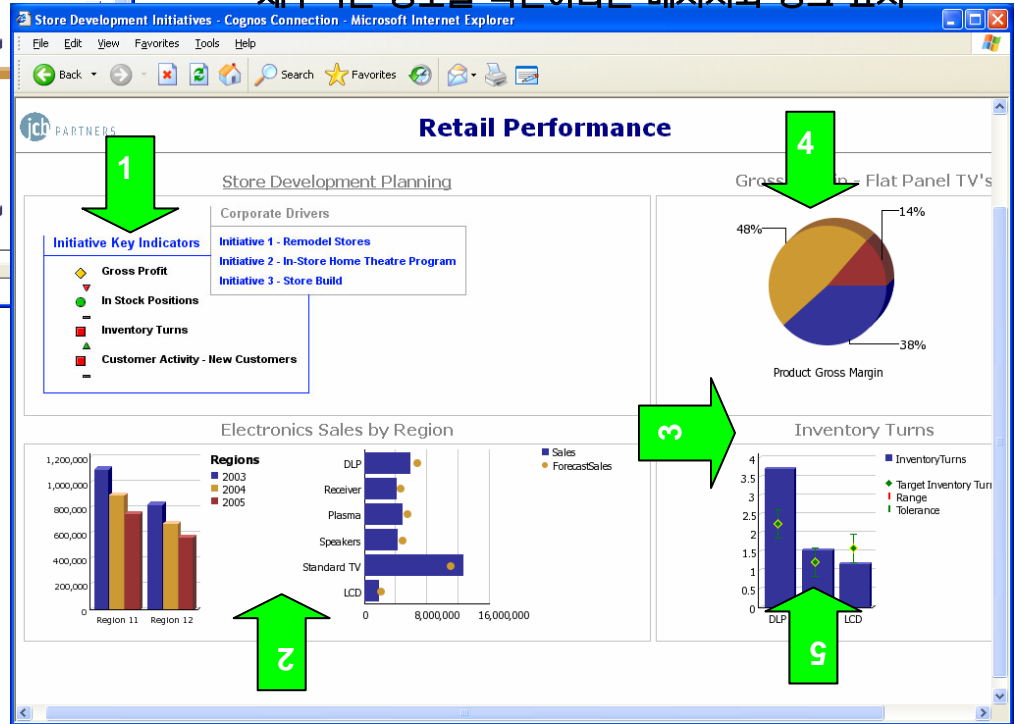 Store Development Initiatives - Cognos Connection - Microsoft Internet Explorer
File Edit View Favorites Tools Help
Back Search Favorites
jcb PARTNERS
Retail Performance
1
4
Store Development Planning
Gross - Flat Panel TV's
Corporate Drivers
Initiative Key Indicators
Initiative 1 - Remodel Stores
Initiative 2 - In-Store Home Theatre Program
Initiative 3 - Store Build
Gross Profit
In Stock Positions
Inventory Turns
Customer Activity - New Customers
48%
14%
38%
Product Gross Margin
3
Electronics Sales by Region
Inventory Turns
1,200,000
1,000,000
800,000
600,000
400,000
200,000
0
Region 11 Region 12
Regions
2003
2004
2005
DLP
Receiver
Plasma
Speakers
Standard TV
LCD
0 8,000,000 16,000,000
Sales
ForecastSales
4
3.5
3
2.5
2
1.5
1
0.5
0
DLP LCD
InventoryTurns
Target Inventory Turn
Range
Tolerance
2
5